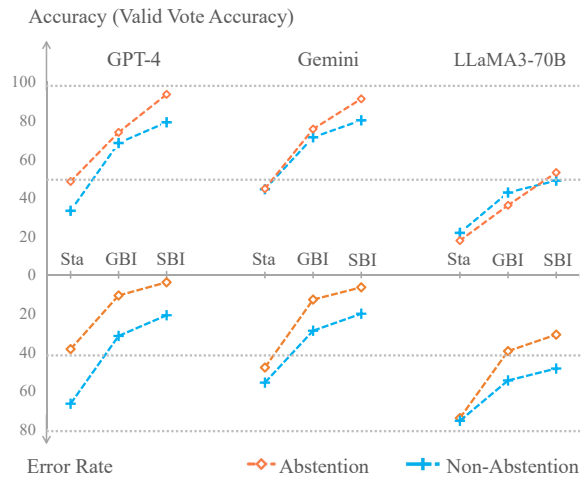 Accuracy (Valid Vote Accuracy)
GPT-4 Gemini LLaMA3-70B
100
80
60
40
20
Sta GBI SBI Sta GBI SBI Sta GBI SBI
0
20
40
60
80
Error Rate Abstention Non-Abstention